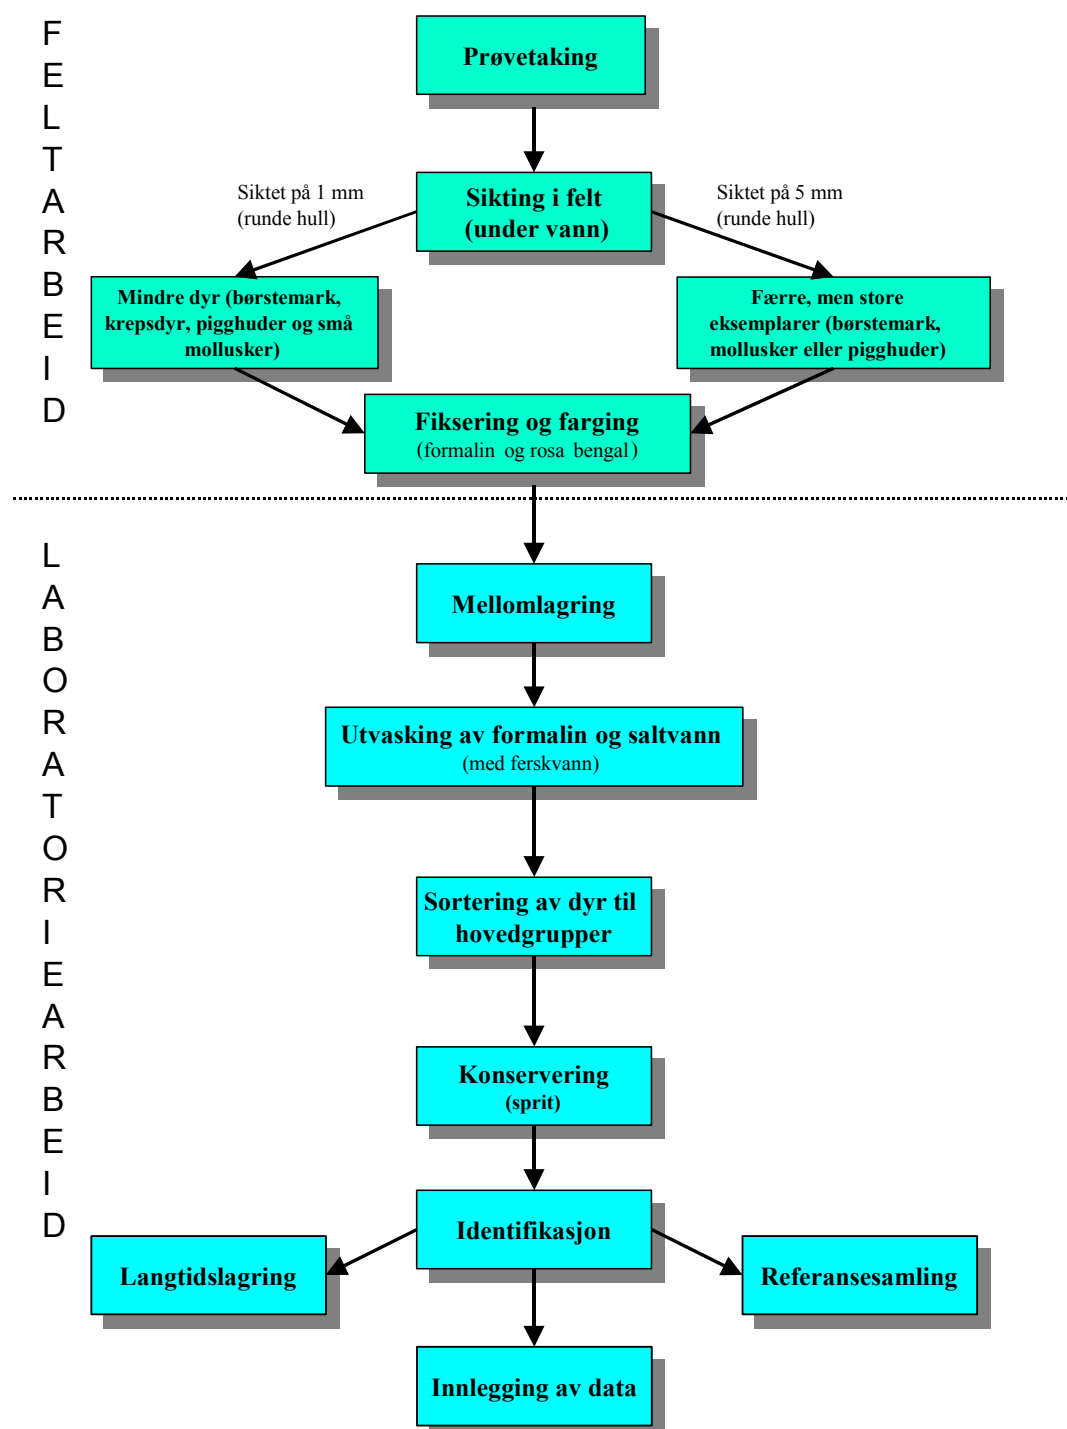 FELTARBEID
Prøvetaking
Sikting i felt
(under vann)
Siktet på 1 mm
(runde hull)
Siktet på 5 mm
(runde hull)
Mindre dyr (børstemark,
krepsdyr, pigghuder og små
mollusker)
Færre, men store
eksemplarer (børstemark,
mollusker eller pigghuder)
Fiksering og farging
(formalin og rosa bengal)
LABORATORIEARBEID
Mellomlagring
Utvasking av formalin og saltvann
(med ferskvann)
Sortering av dyr til
hovedgrupper
Konservering
(sprit)
Identifikasjon
Langtidslagring
Referansesamling
Innlegging av data